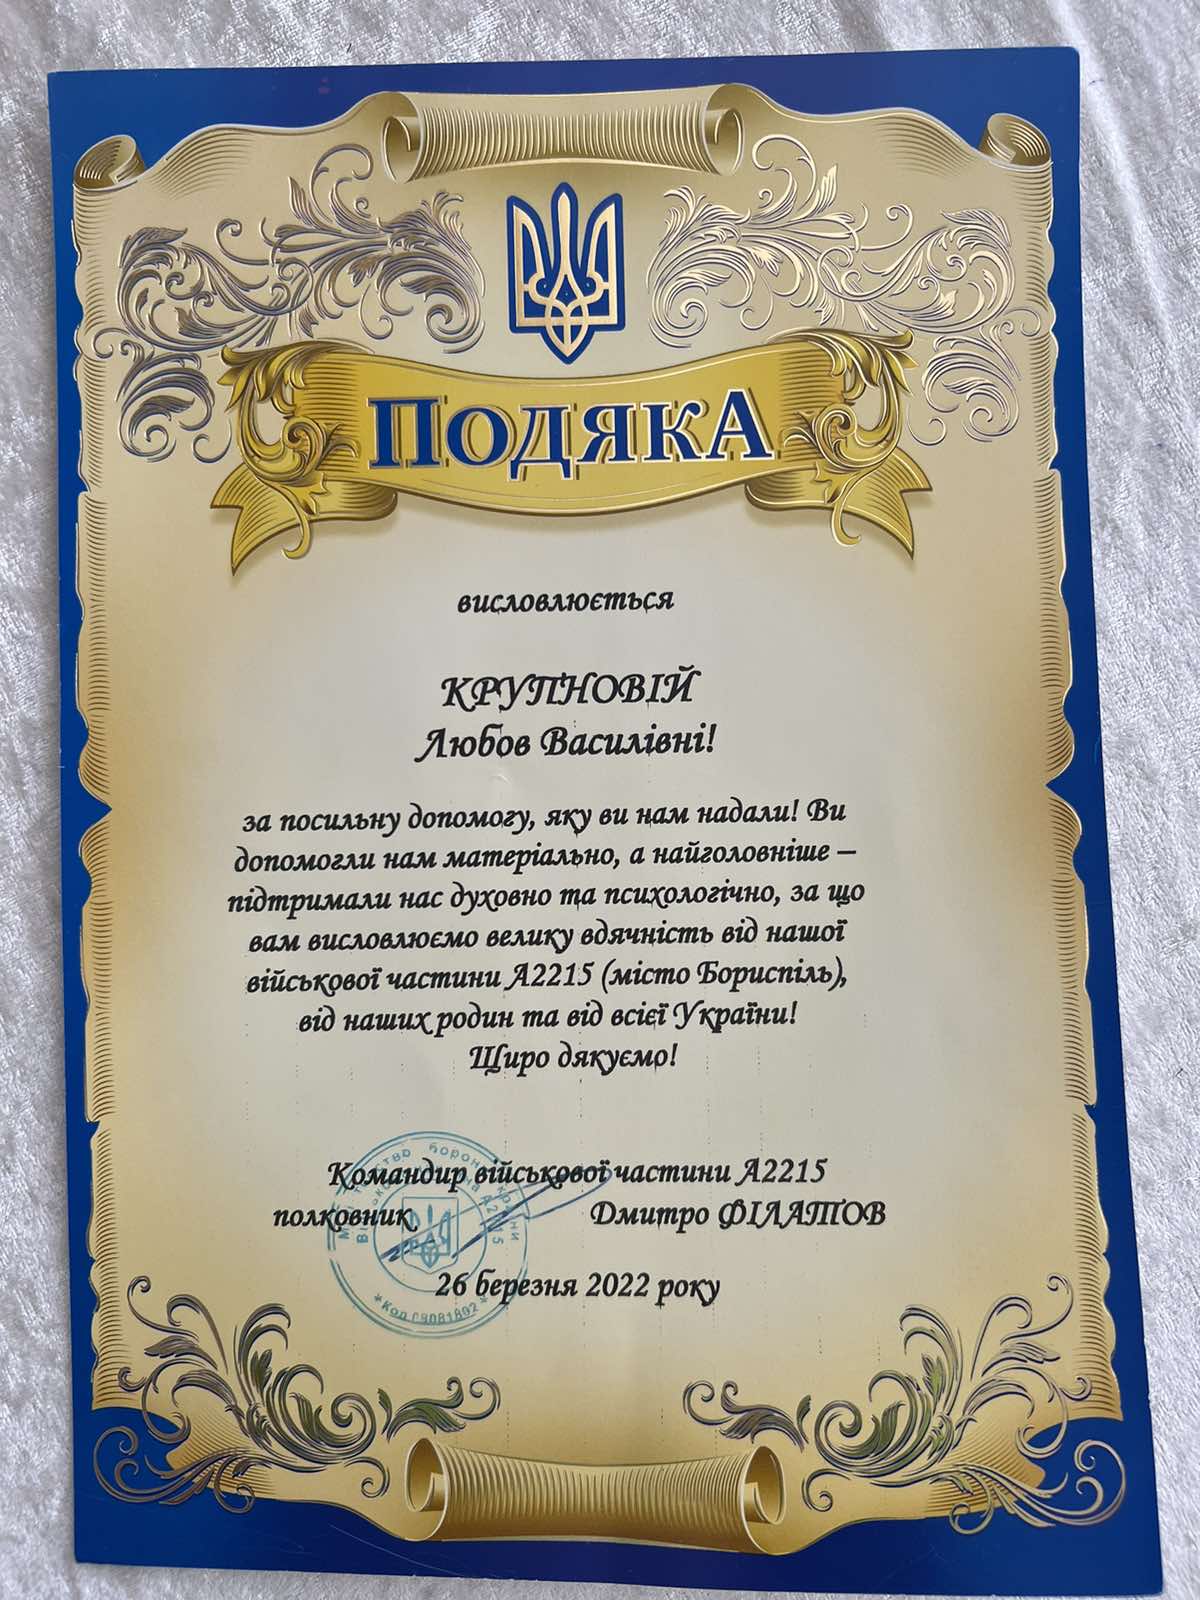 ПОДЯКА
висловлюється
КРУПНОВІЙ
Любов Василівні!
за посильну допомогу, яку ви нам надали! Ви
допомогли нам матеріально, а найголовніше –
підтримали нас духовно та психологічно, за що
вам висловлюємо велику вдячність від нашої
військової частини А2215 (місто Бориспіль),
від наших родин та від всієї України!
Щиро дякуємо!
Командир військової частини А2215
полковник Дмитро ФІЛАТОВ
26 березня 2022 року